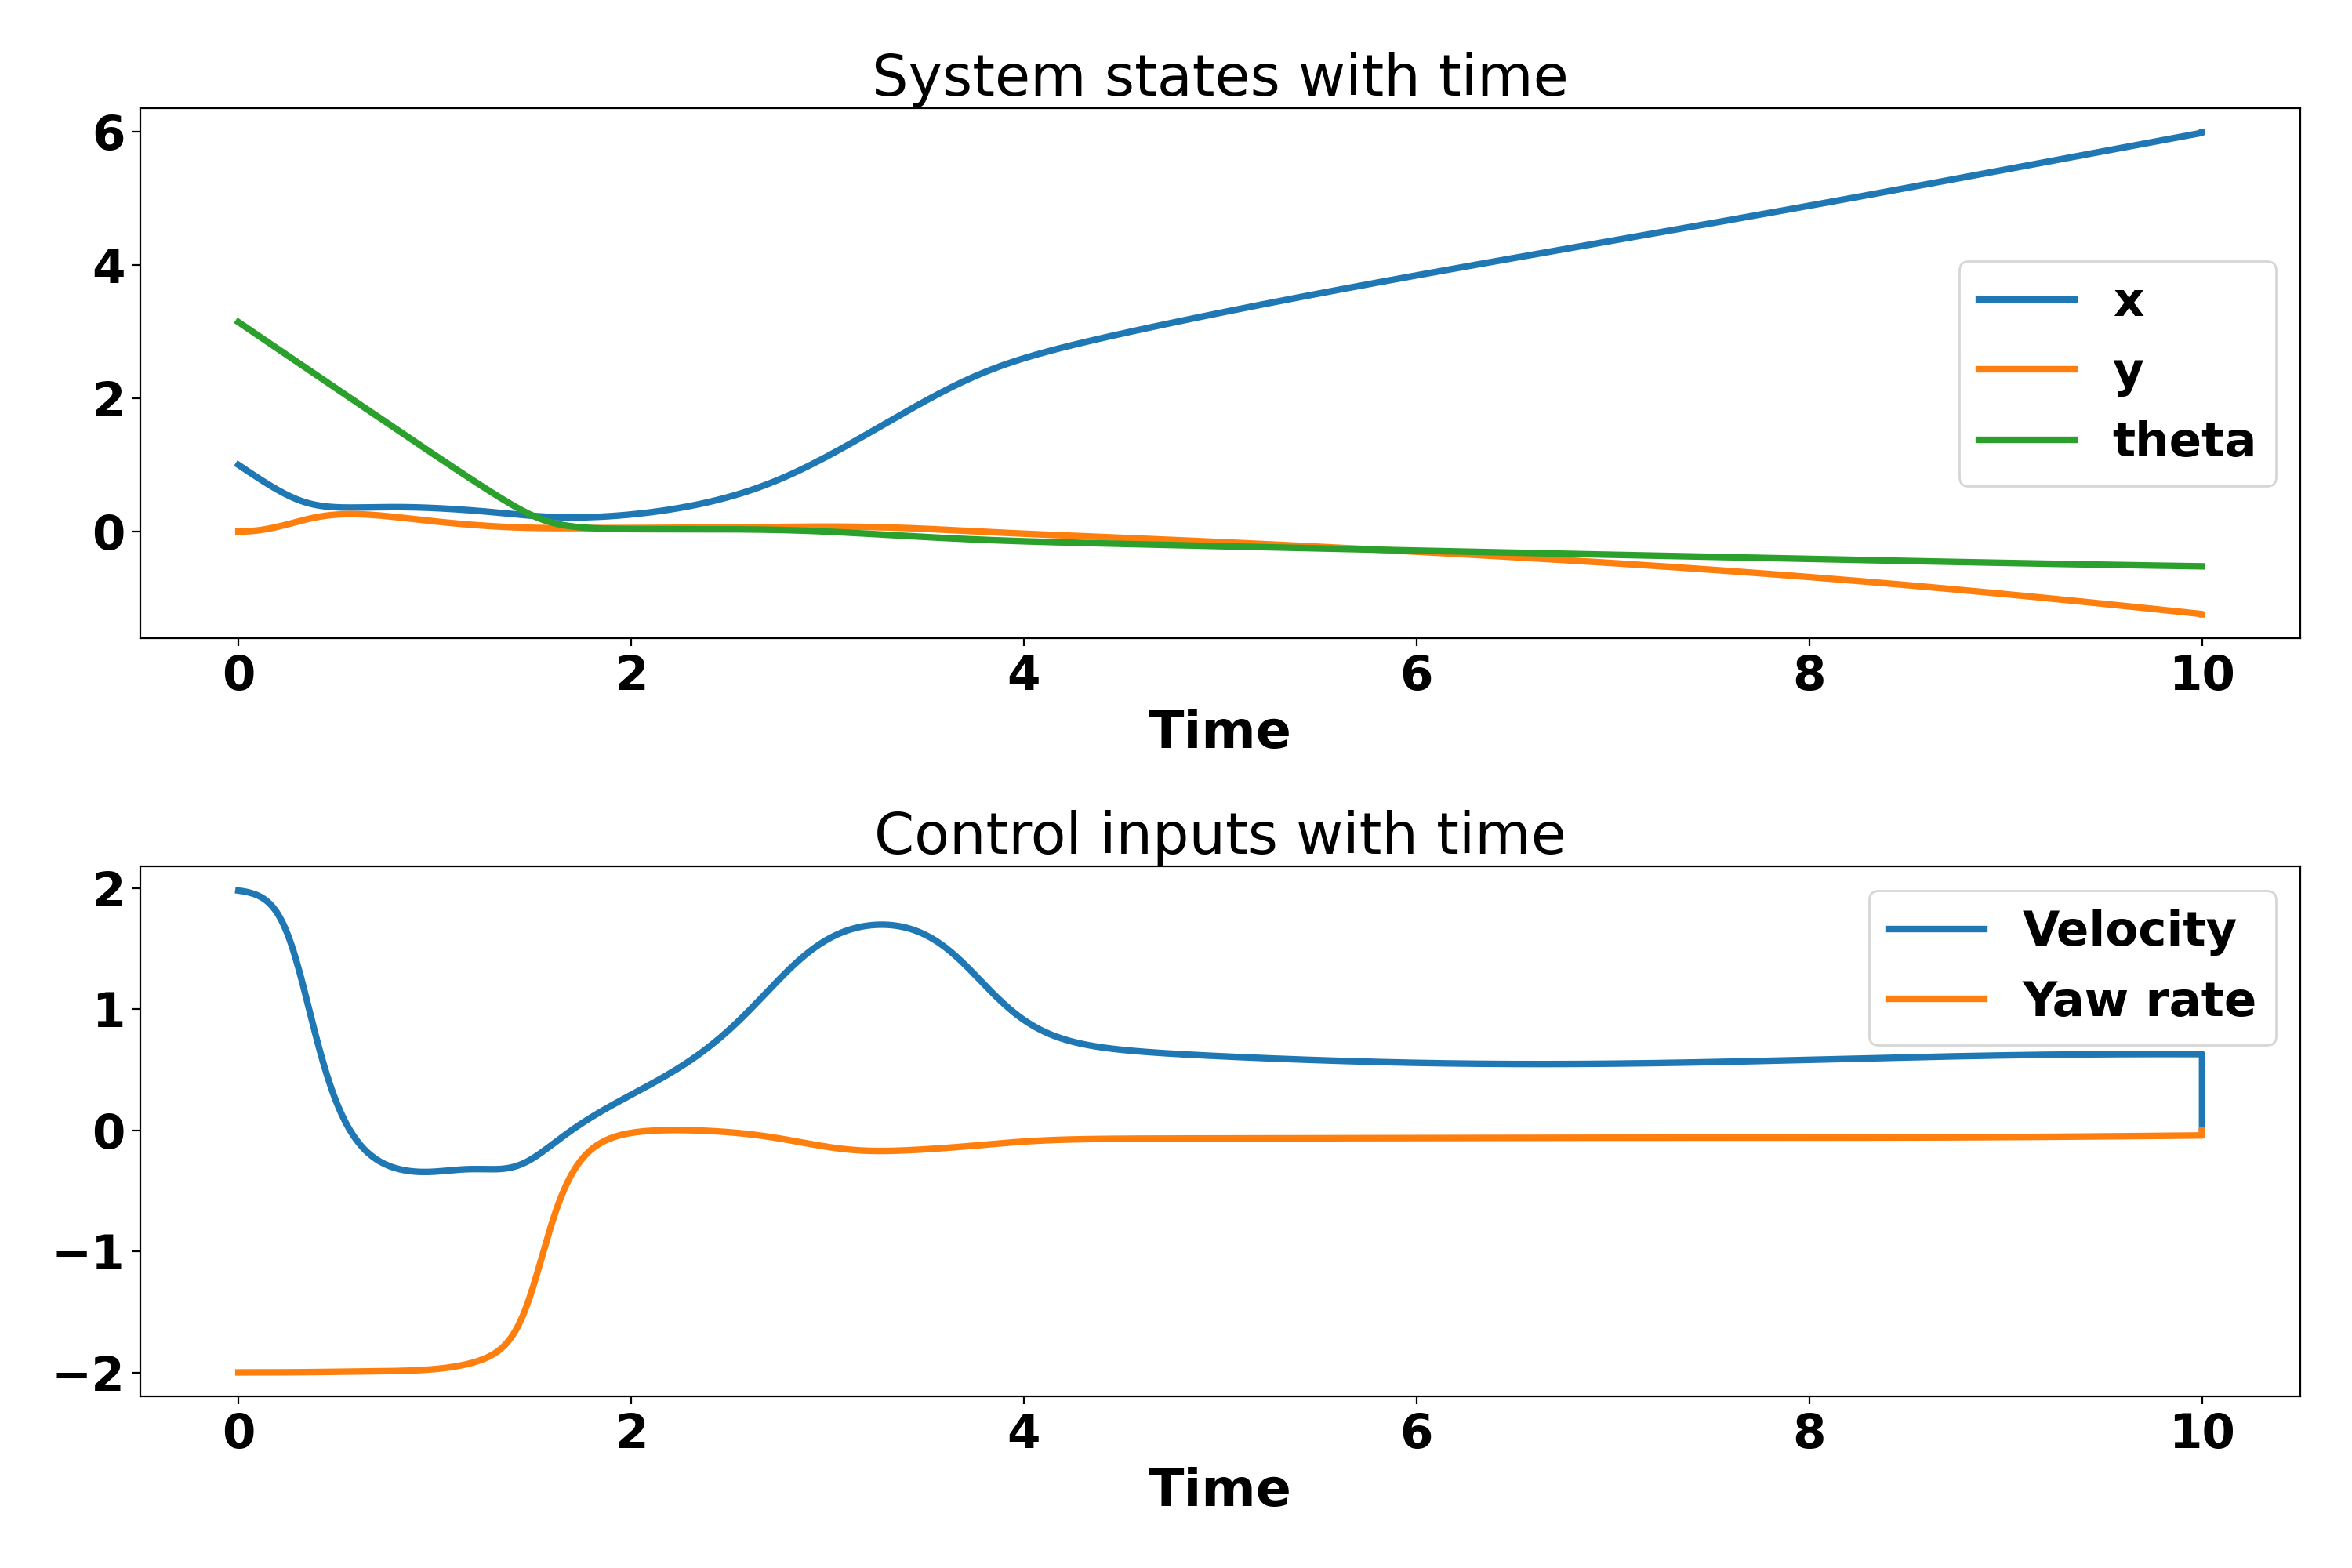 System states with time
6
4
2
0
x
y
theta
0 2 4 6 8 10
Time
Control inputs with time
2
1
0
−1
−2
Velocity
Yaw rate
0 2 4 6 8 10
Time